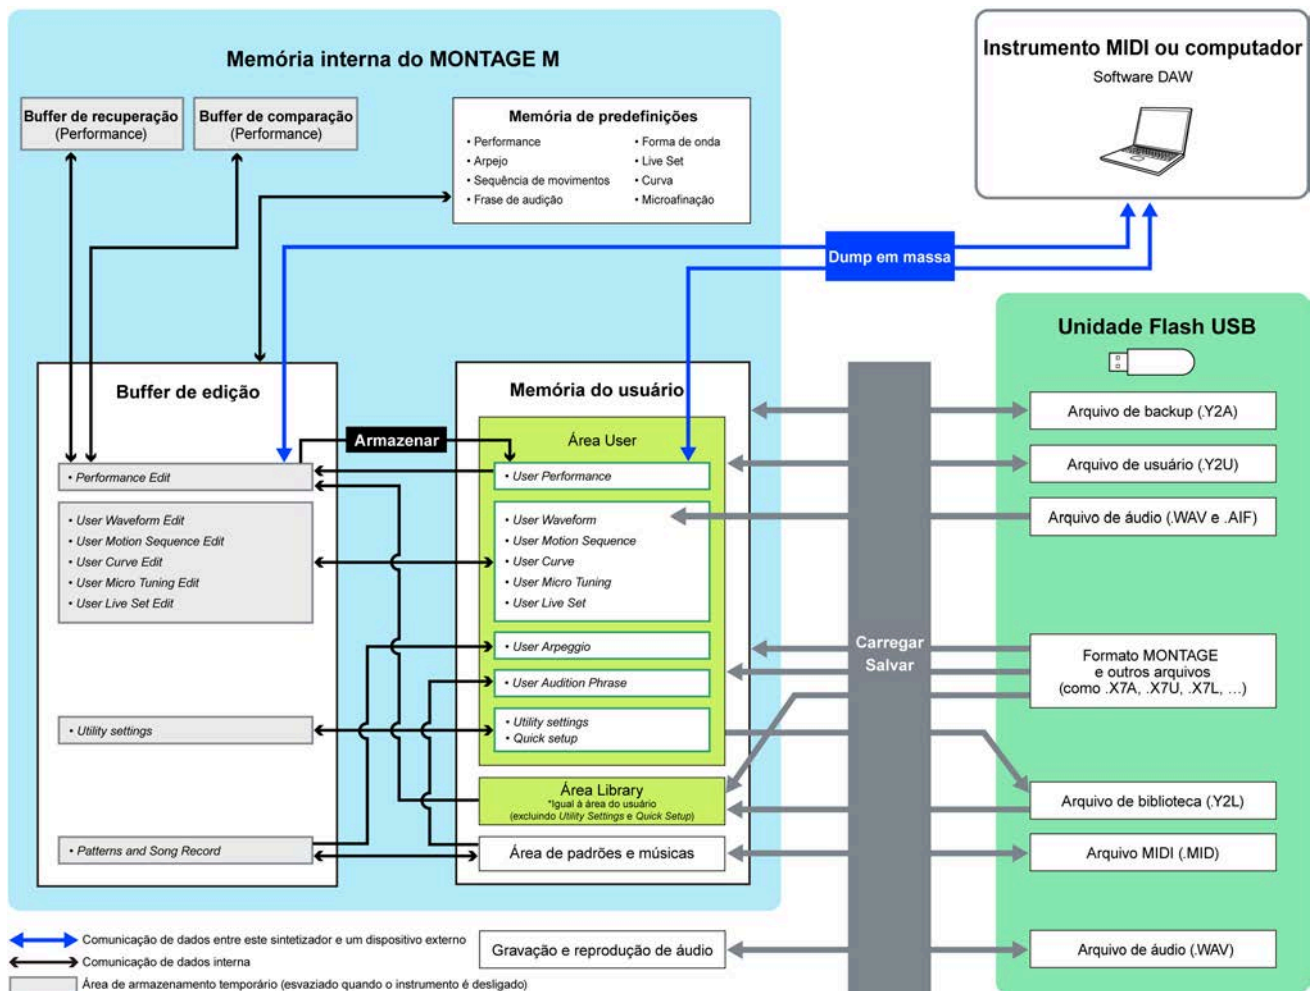 Memória interna do MONTAGE M
Buffer de recuperação
(Performance)
Buffer de comparação
(Performance)
Memória de predefinições
• Performance
• Arpejo
• Sequência de movimentos
• Frase de audição
• Forma de onda
• Live Set
• Curva
• Microafinação
Instrumento MIDI ou computador
Software DAW
Dump em massa
Buffer de edição
• Performance Edit
• User Waveform Edit
• User Motion Sequence Edit
• User Curve Edit
• User Micro Tuning Edit
• User Live Set Edit
• Utility settings
• Patterns and Song Record
Armazenar
Memória do usuário
Área User
• User Performance
• User Waveform
• User Motion Sequence
• User Curve
• User Micro Tuning
• User Live Set
• User Arpeggio
• User Audition Phrase
• Utility settings
• Quick setup
Área Library
*Igual à área do usuário
(excluindo Utility Settings e Quick Setup)
Área de padrões e músicas
Gravação e reprodução de áudio
Carregar
Salvar
Unidade Flash USB
Arquivo de backup (.Y2A)
Arquivo de usuário (.Y2U)
Arquivo de áudio (.WAV e .AIF)
Formato MONTAGE
e outros arquivos
(como .X7A, .X7U, .X7L, …)
Arquivo de biblioteca (.Y2L)
Arquivo MIDI (.MID)
Arquivo de áudio (.WAV)
Comunicação de dados entre este sintetizador e um dispositivo externo
Comunicação de dados interna
Área de armazenamento temporário (esvaziado quando o instrumento é desligado)